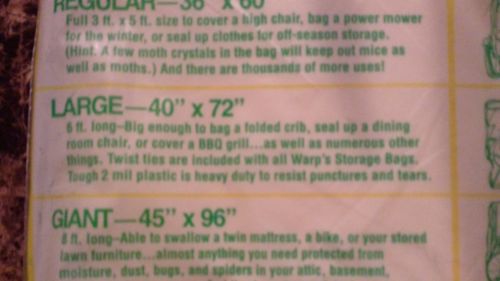 REGULAR—36" x 60"
Full 3 ft. x 5 ft. size to cover a high chair, bag a power mower
for the winter, or seal up clothes for off-season storage.
(Hint: A few moth crystals in the bag will keep out mice as
well as moths.) And there are thousands of more uses!
LARGE—40" x 72"
6 ft. long—Big enough to bag a folded crib, seal up a dining
room chair, or cover a BBQ grill...as well as numerous other
things. Twist ties are included with all Warp's Storage Bags.
Tough 2 mil plastic is heavy duty to resist punctures and tears.
GIANT—45" x 96"
8 ft. long—Able to swallow a twin mattress, a bike, or your stored
lawn furniture...almost anything you need protected from
moisture, dust, bugs, and spiders in your attic, basement,